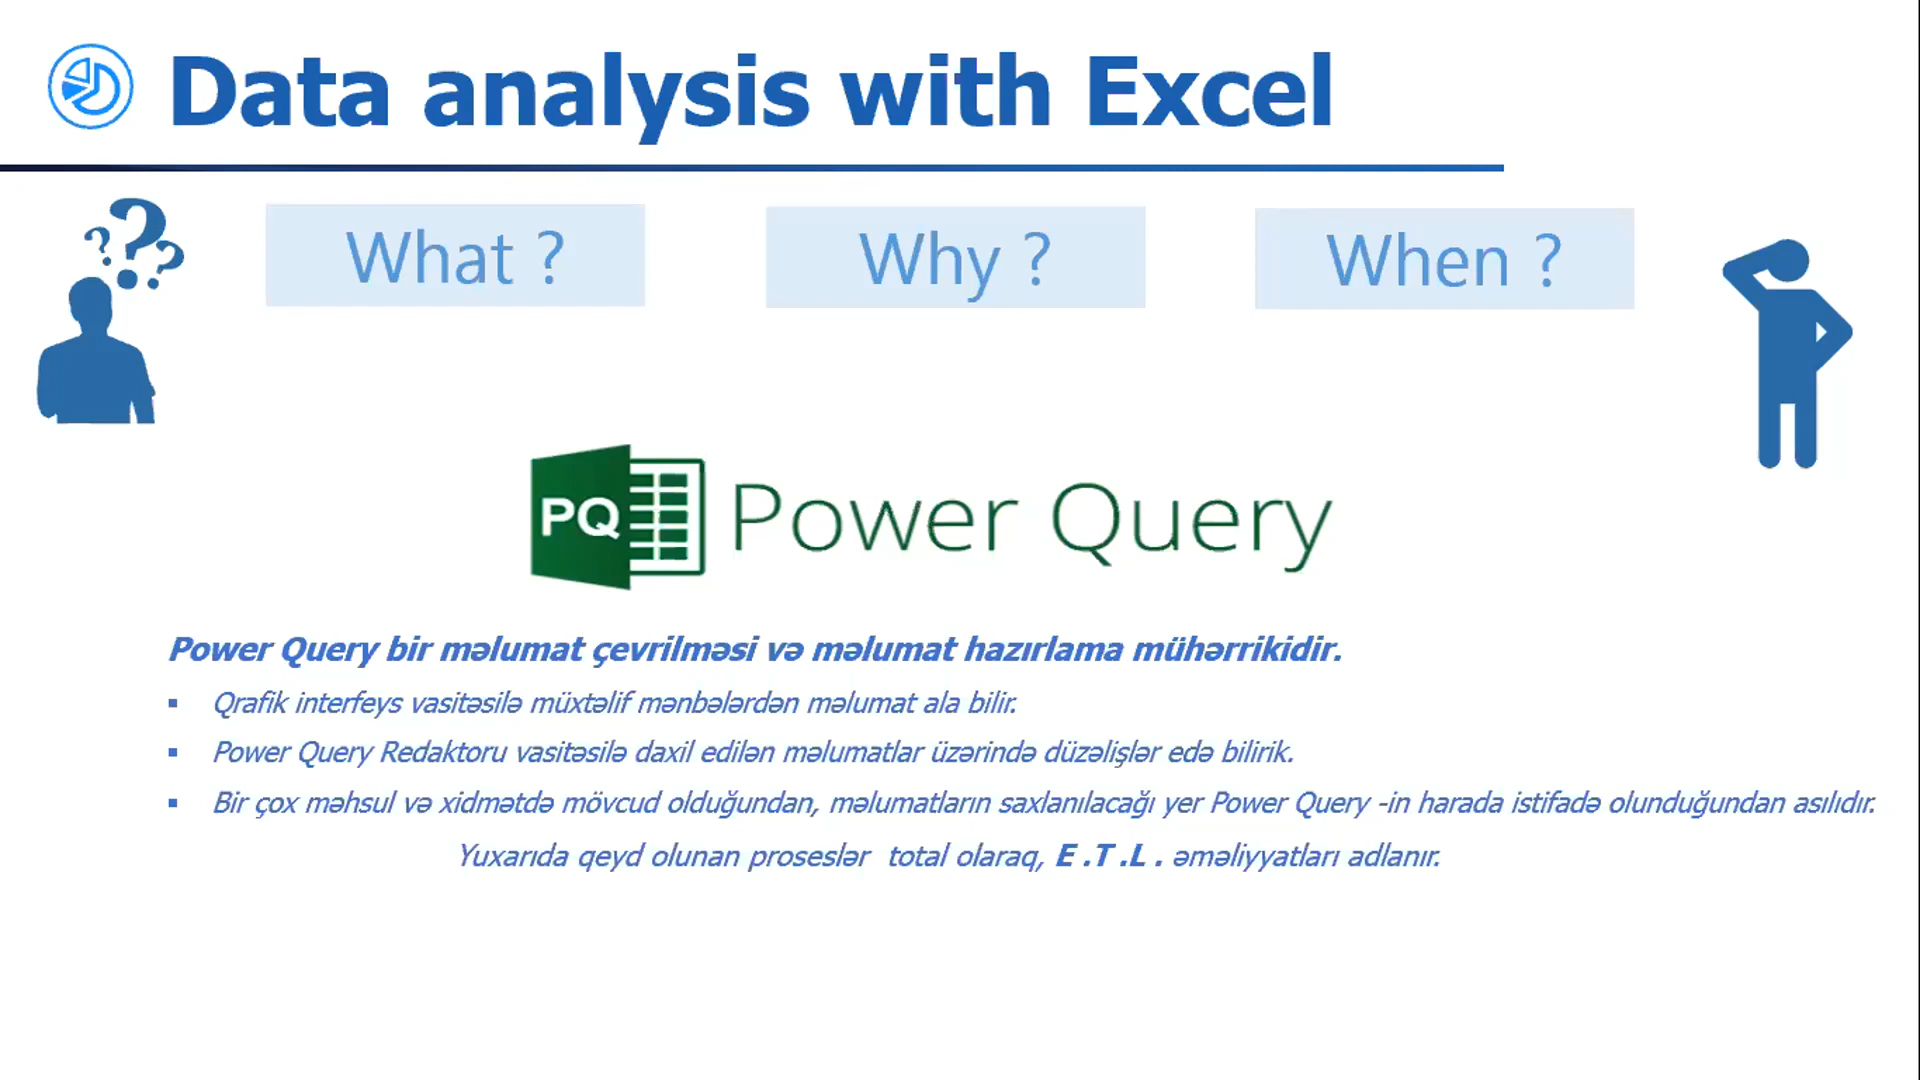 Data analysis with Excel
What ?
Why ?
When ?
PQ
Power Query
Power Query bir məlumat çevrilməsi və məlumat hazırlama mühərrikidir.
▪ Qrafik interfeys vasitəsilə müxtəlif mənbələrdən məlumat ala bilir.
▪ Power Query Redaktoru vasitəsilə daxil edilən məlumatlar üzərində düzəlişlər edə bilirik.
▪ Bir çox məhsul və xidmətdə mövcud olduğundan, məlumatların saxlanılacağı yer Power Query -in harada istifadə olunduğundan asılıdır.
Yuxarıda qeyd olunan proseslər total olaraq, E .T .L . əməliyyatları adlanır.